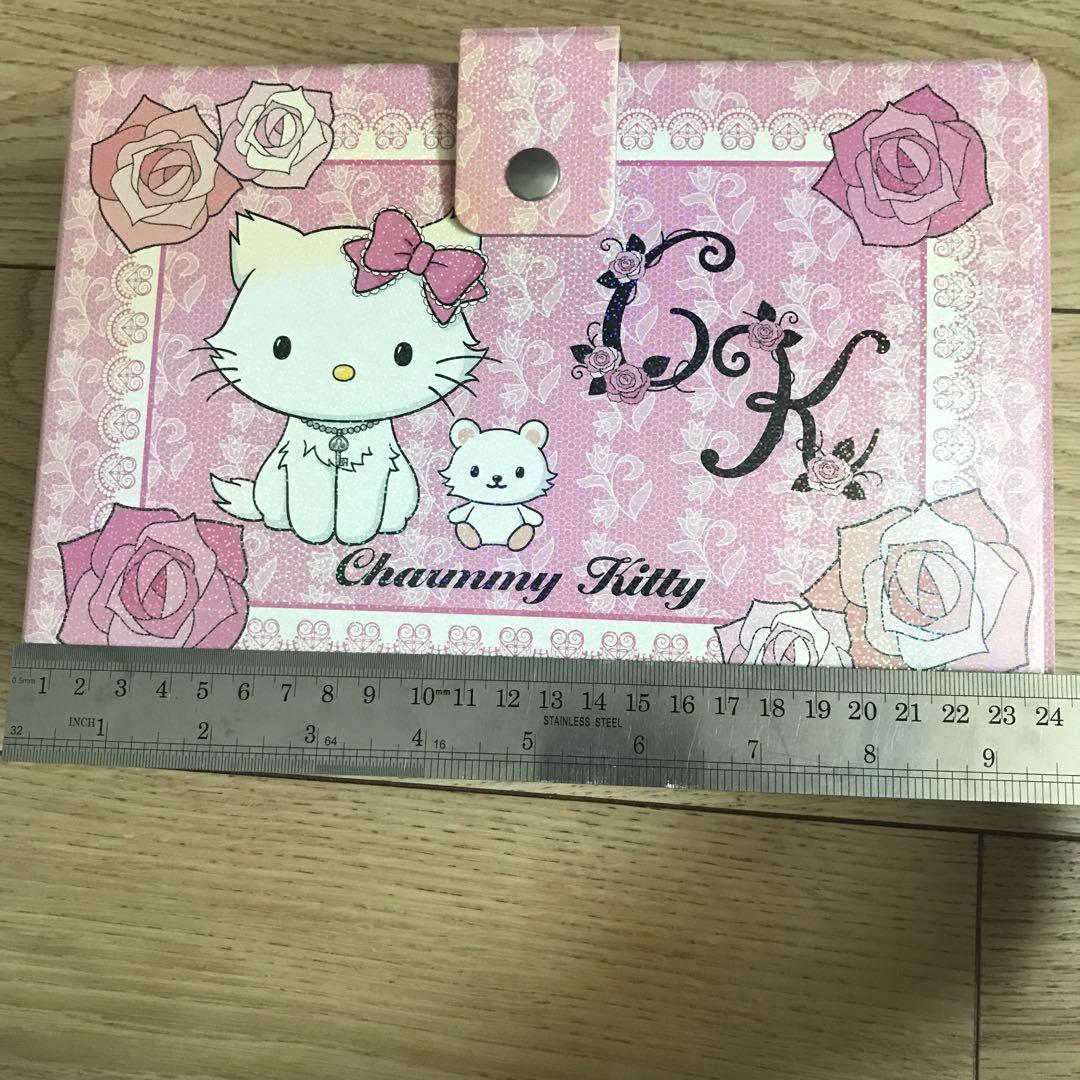 CK
Charmmy Kitty
0.5mm 1 2 3 4 5 6 7 8 9 10mm 11 12 13 14 15 16 17 18 19 20 21 22 23 24
STAINLESS STEEL
32 INCH 1 2 3 64 4 16 5 6 7 8 9